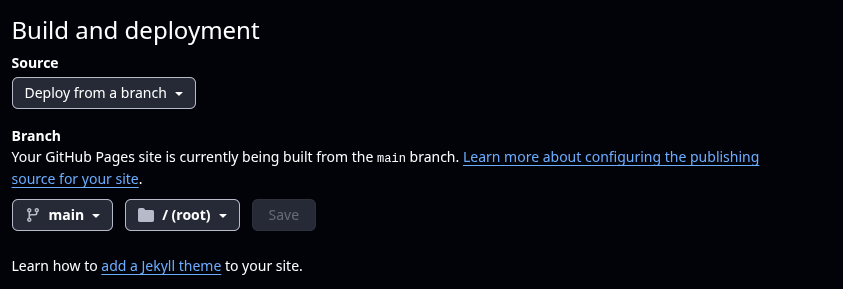 Build and deployment
Source
Deploy from a branch
Branch
Your GitHub Pages site is currently being built from the main branch. Learn more about configuring the publishing
source for your site.
main / (root) Save
Learn how to add a Jekyll theme to your site.